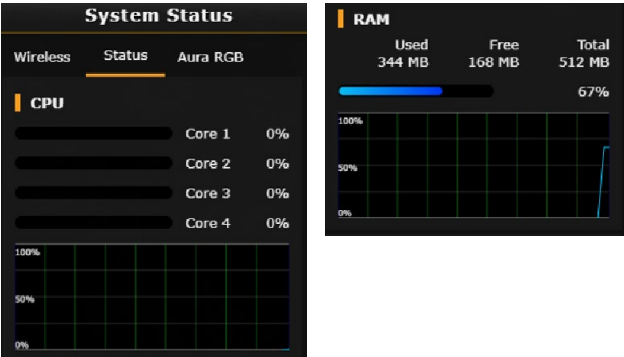 System Status
Wireless Status Aura RGB
CPU
Core 1 0%
Core 2 0%
Core 3 0%
Core 4 0%
100%
50%
0%
RAM
Used Free Total
344 MB 168 MB 512 MB
67%
100%
50%
0%